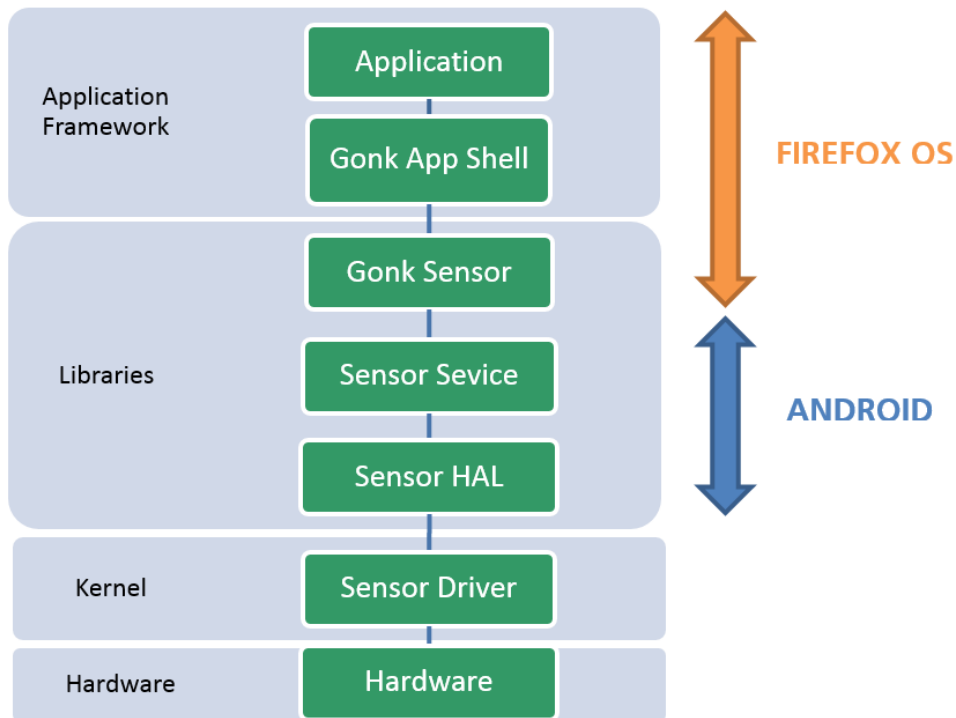 Application
Framework
Application
Gonk App Shell
FIREFOX OS
Libraries
Gonk Sensor
Sensor Sevice
Sensor HAL
ANDROID
Kernel
Sensor Driver
Hardware
Hardware